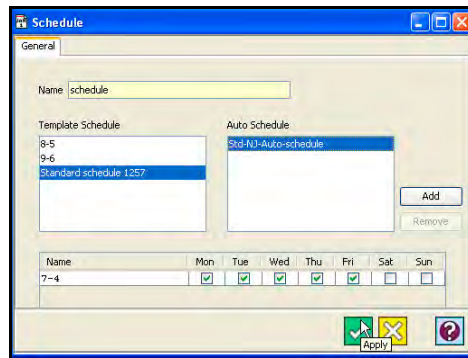 Schedule
General
Name schedule
Template Schedule
8-5
9-6
Standard schedule 1257
Auto Schedule
Std-NJ-Auto-schedule
Add
Remove
Name Mon Tue Wed Thu Fri Sat Sun
7-4
Apply
?